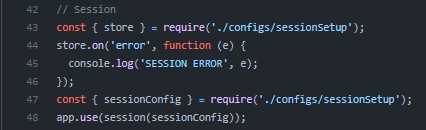 42 // Session
43 const { store } = require('./configs/sessionSetup');
44 store.on('error', function (e) {
45 console.log('SESSION ERROR', e);
46 });
47 const { sessionConfig } = require('./configs/sessionSetup');
48 app.use(session(sessionConfig));